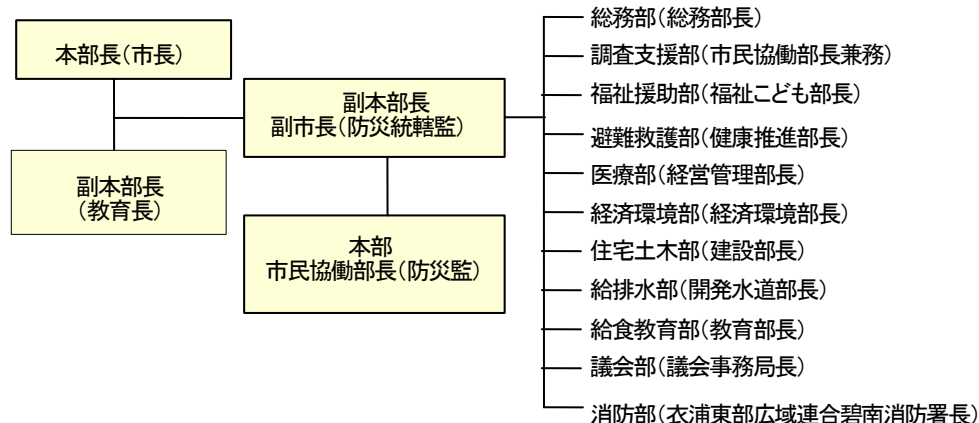 本部長(市長)
副本部長
(教育長)
副本部長
副市長(防災統轄監)
本部
市民協働部長(防災監)
総務部(総務部長)
調査支援部(市民協働部長兼務)
福祉援助部(福祉こども部長)
避難救護部(健康推進部長)
医療部(経営管理部長)
経済環境部(経済環境部長)
住宅土木部(建設部長)
給排水部(開発水道部長)
給食教育部(教育部長)
議会部(議会事務局長)
消防部(衣浦東部広域連合碧南消防署長)